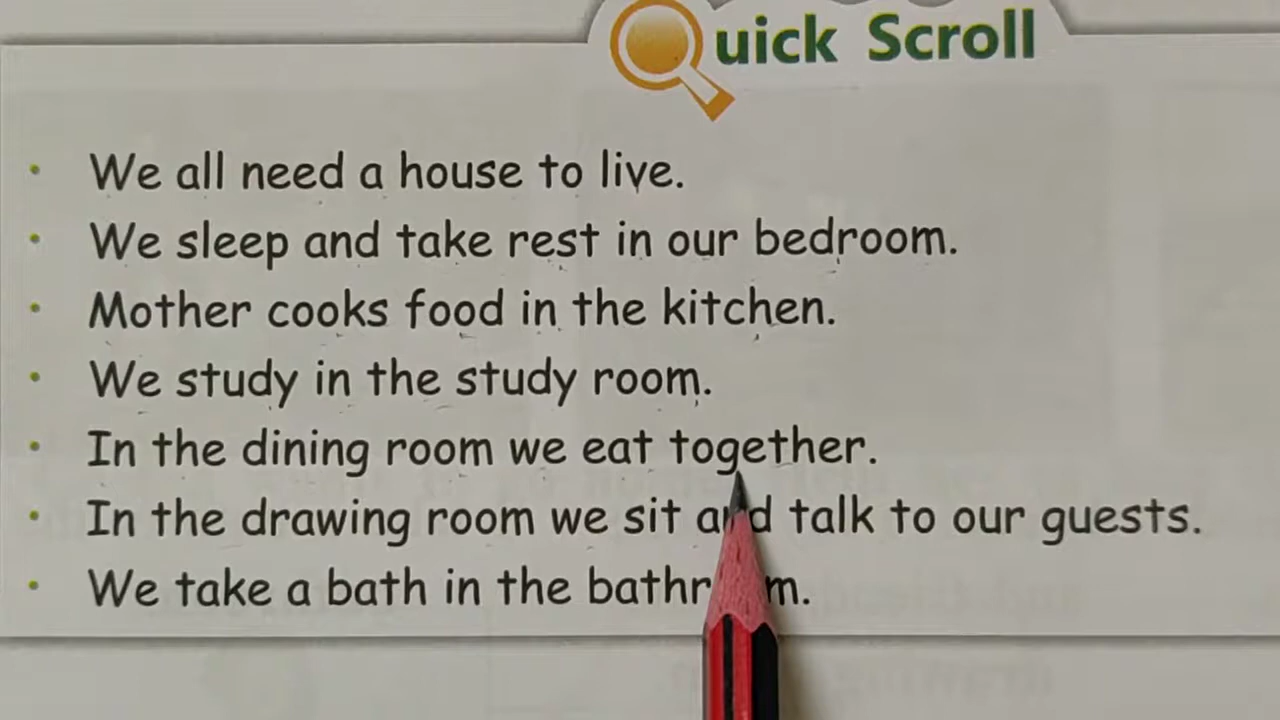 Quick Scroll
• We all need a house to live.
• We sleep and take rest in our bedroom.
• Mother cooks food in the kitchen.
• We study in the study room.
• In the dining room we eat together.
• In the drawing room we sit and talk to our guests.
• We take a bath in the bathroom.